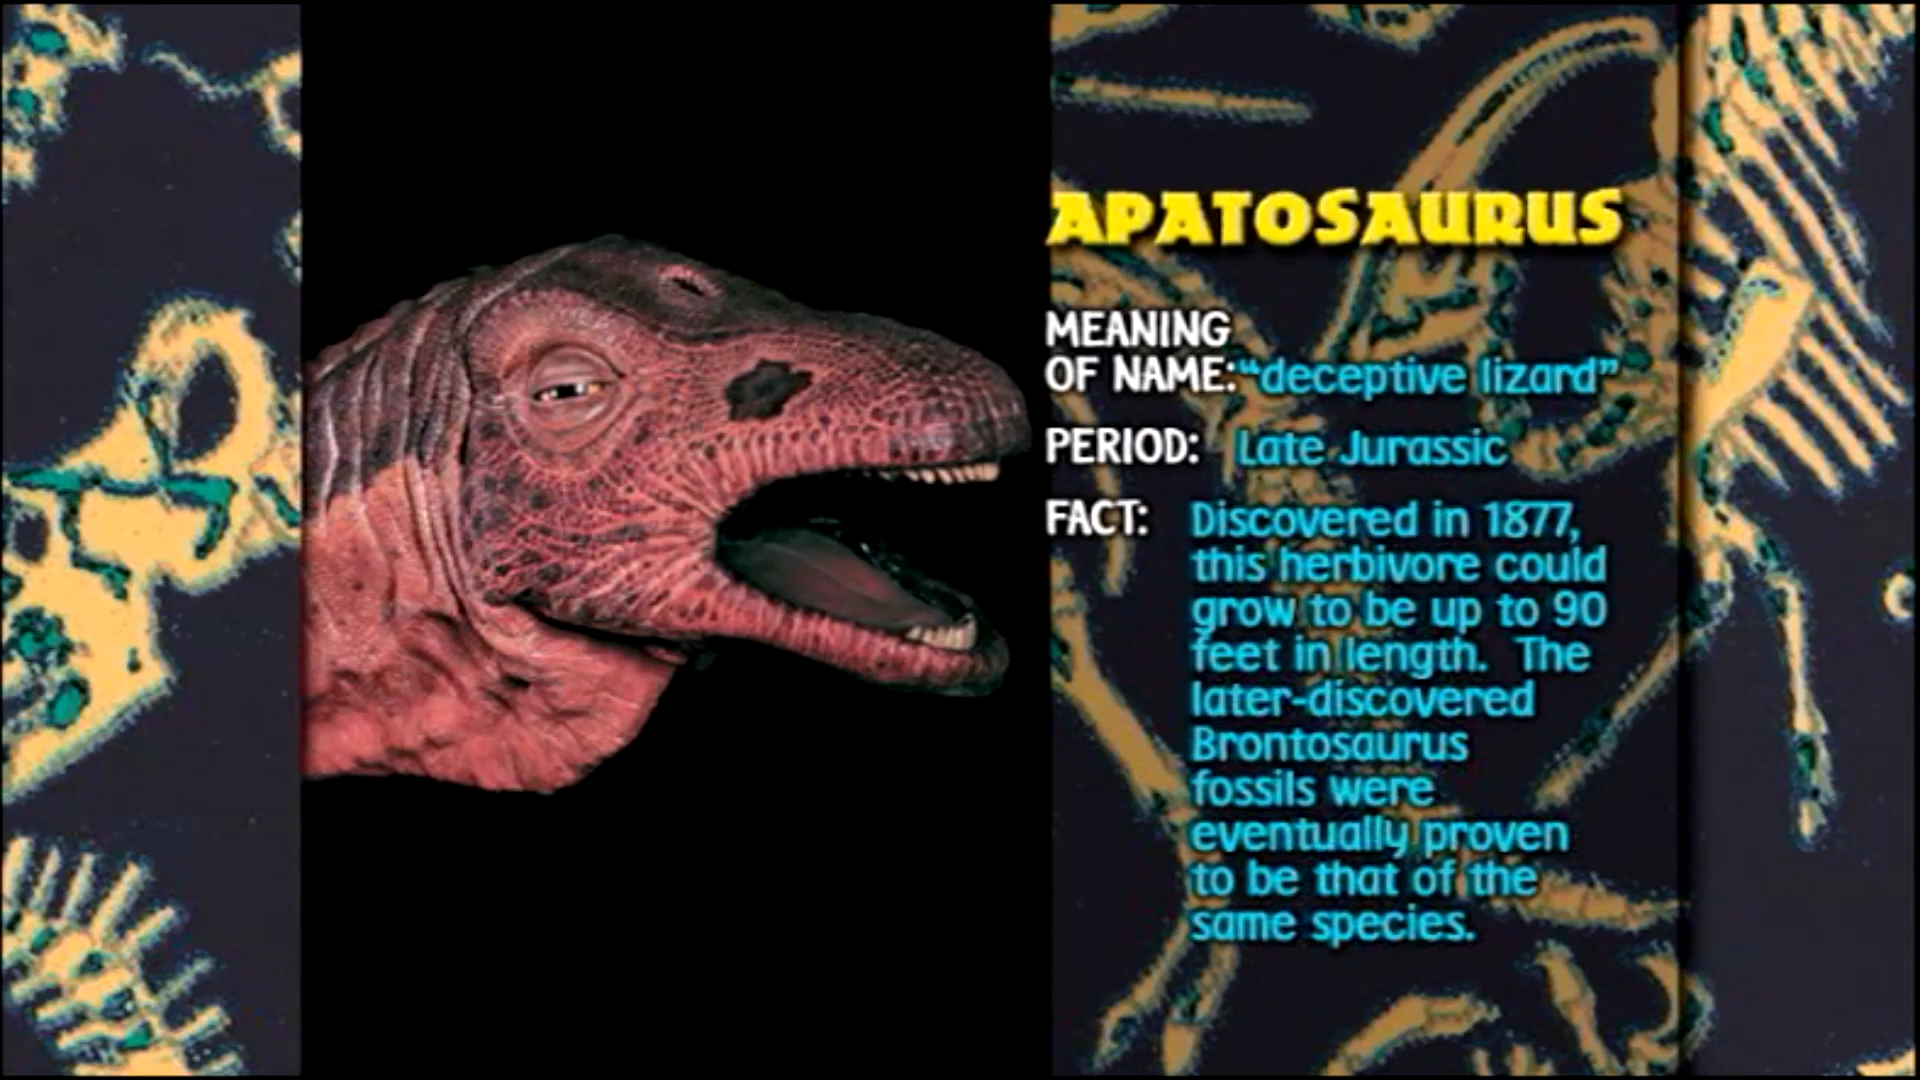 APATOSAURUS
MEANING
OF NAME: “deceptive lizard”
PERIOD: Late Jurassic
FACT: Discovered in 1877,
this herbivore could
grow to be up to 90
feet in length. The
later-discovered
Brontosaurus
fossils were
eventually proven
to be that of the
same species.